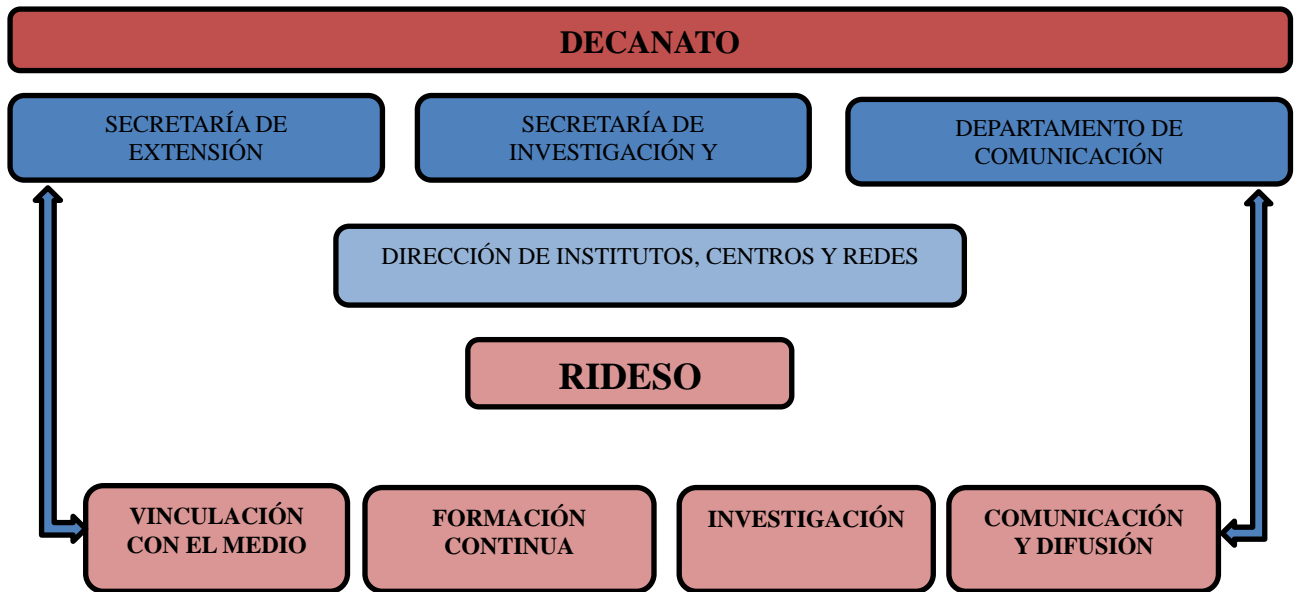 DECANATO
SECRETARÍA DE
EXTENSIÓN
SECRETARÍA DE
INVESTIGACIÓN Y
DEPARTAMENTO DE
COMUNICACIÓN
DIRECCIÓN DE INSTITUTOS, CENTROS Y REDES
RIDESO
VINCULACIÓN
CON EL MEDIO
FORMACIÓN
CONTINUA
INVESTIGACIÓN
COMUNICACIÓN
Y DIFUSIÓN